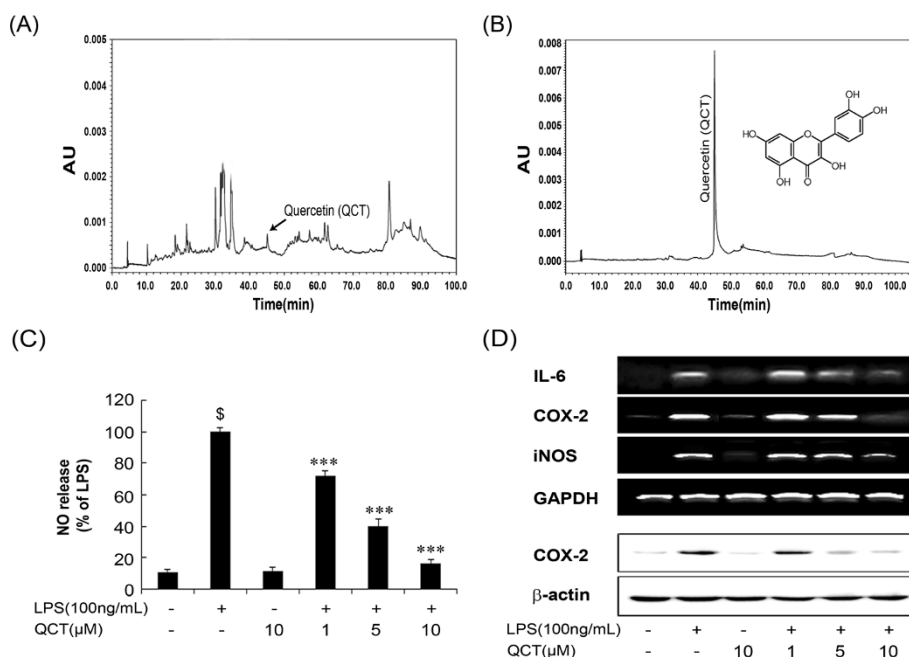 (A)
0.005
0.004
0.003
0.002
0.001
0.000
AU
Quercetin (QCT)
0.0 10.0 20.0 30.0 40.0 50.0 60.0 70.0 80.0 90.0 100.0
Time(min)
(B)
0.008
0.007
0.006
0.005
0.004
0.003
0.002
0.001
0.000
AU
Quercetin (QCT)
OH
OH
HO
O
OH
OH
O
0.0 10.0 20.0 30.0 40.0 50.0 60.0 70.0 80.0 90.0 100.0
Time(min)
(C)
120
100
80
60
40
20
0
NO release
(% of LPS)
$
***
***
***
LPS(100ng/mL) - + - + + +
QCT(μM) - - 10 1 5 10
(D)
IL-6
COX-2
iNOS
GAPDH
COX-2
β-actin
LPS(100ng/mL) - + - + + +
QCT(μM) - - 10 1 5 10